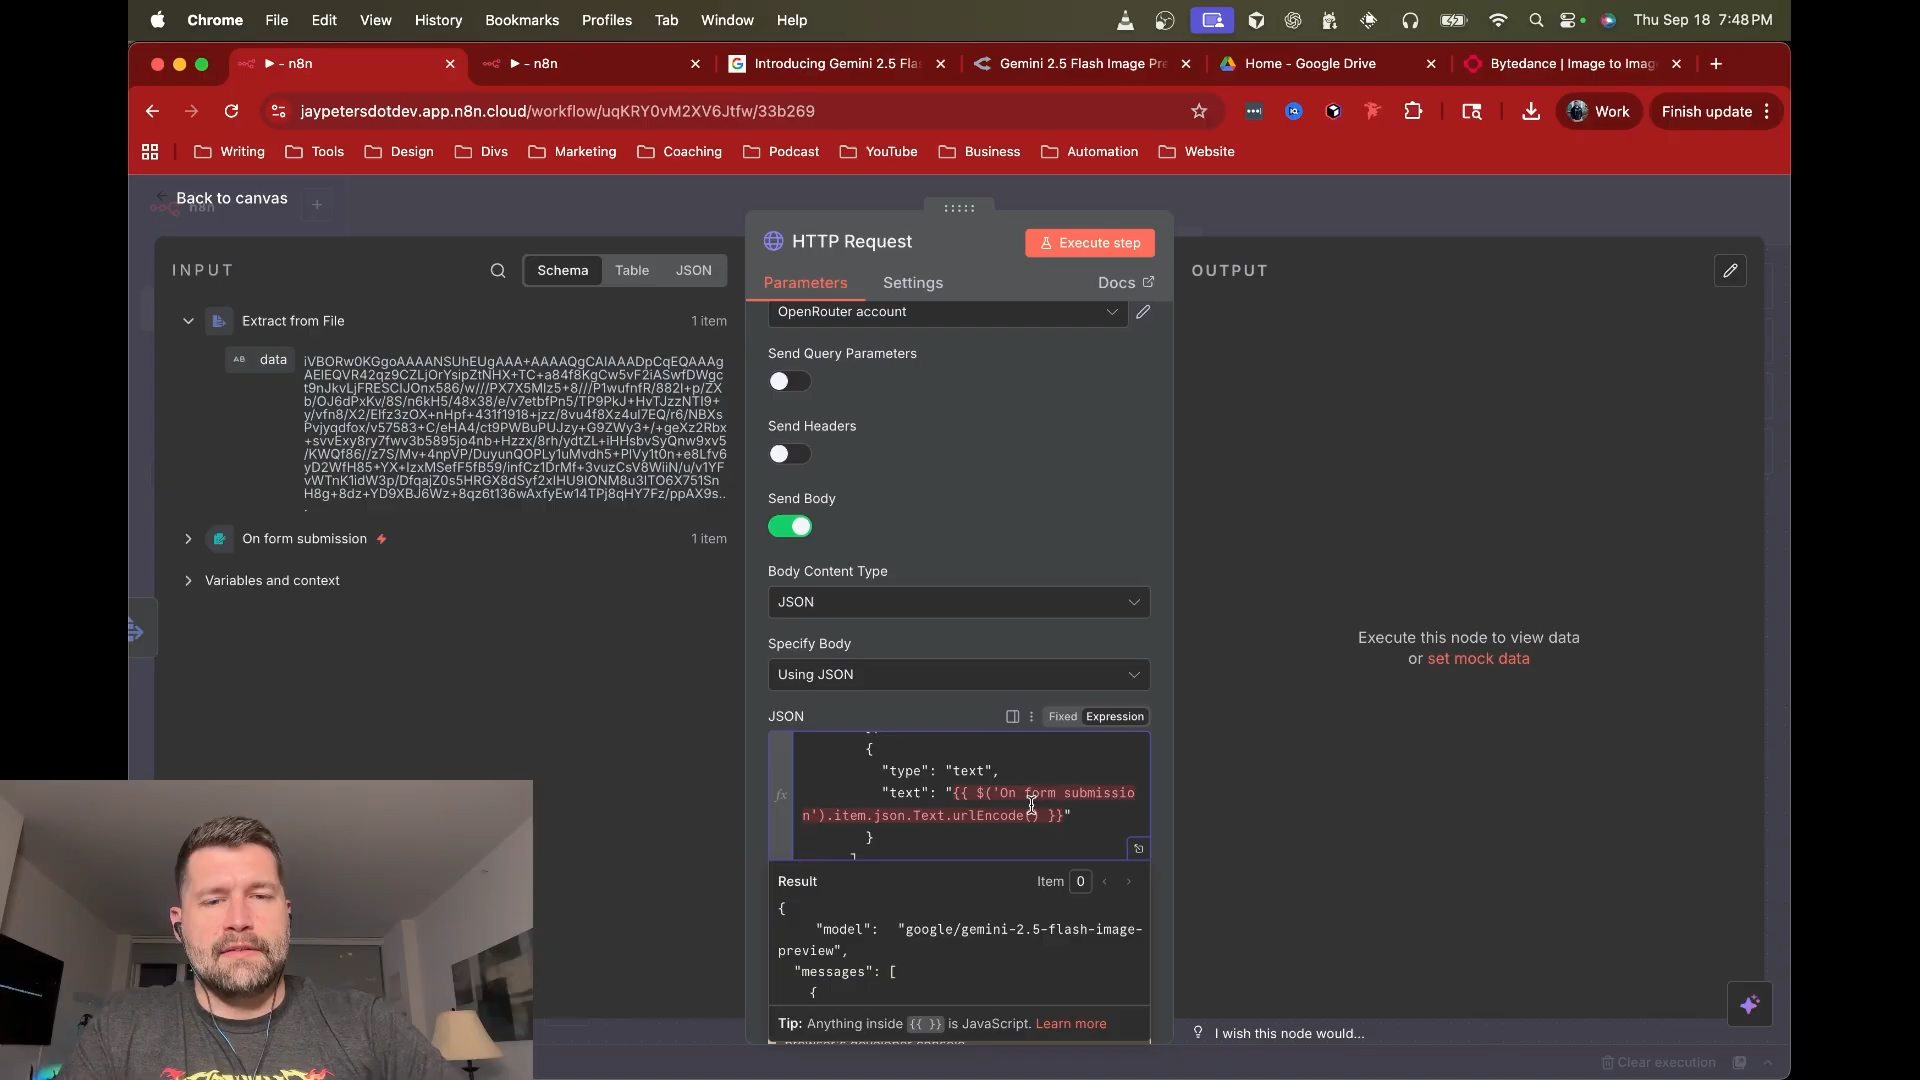 Chrome File Edit View History Bookmarks Profiles Tab Window Help Thu Sep 18 7:48 PM
▶ - n8n ▶ - n8n Introducing Gemini 2.5 Fla Gemini 2.5 Flash Image Pre Home - Google Drive Bytedance | Image to Imag
jaypetersdotdev.app.n8n.cloud/workflow/uqKRY0vM2XV6Jtfw/33b269 Work Finish update
Writing Tools Design Divs Marketing Coaching Podcast YouTube Business Automation Website
Back to canvas
n8n
HTTP Request Execute step
INPUT Schema Table JSON OUTPUT
Parameters Settings Docs
Extract from File 1 item
OpenRouter account
AB data
Send Query Parameters
Send Headers
Send Body
On form submission 1 item
Variables and context
Body Content Type
JSON
Specify Body
Using JSON
Execute this node to view data
or set mock data
JSON Fixed Expression
{
"type": "text",
fx "text": "{{ $('On form submissio
n').item.json.Text.urlEncode() }}"
}
]
Result Item 0
{
"model": "google/gemini-2.5-flash-image-
preview",
"messages": [
{
Tip: Anything inside {{ }} is JavaScript. Learn more
I wish this node would...
Clear execution